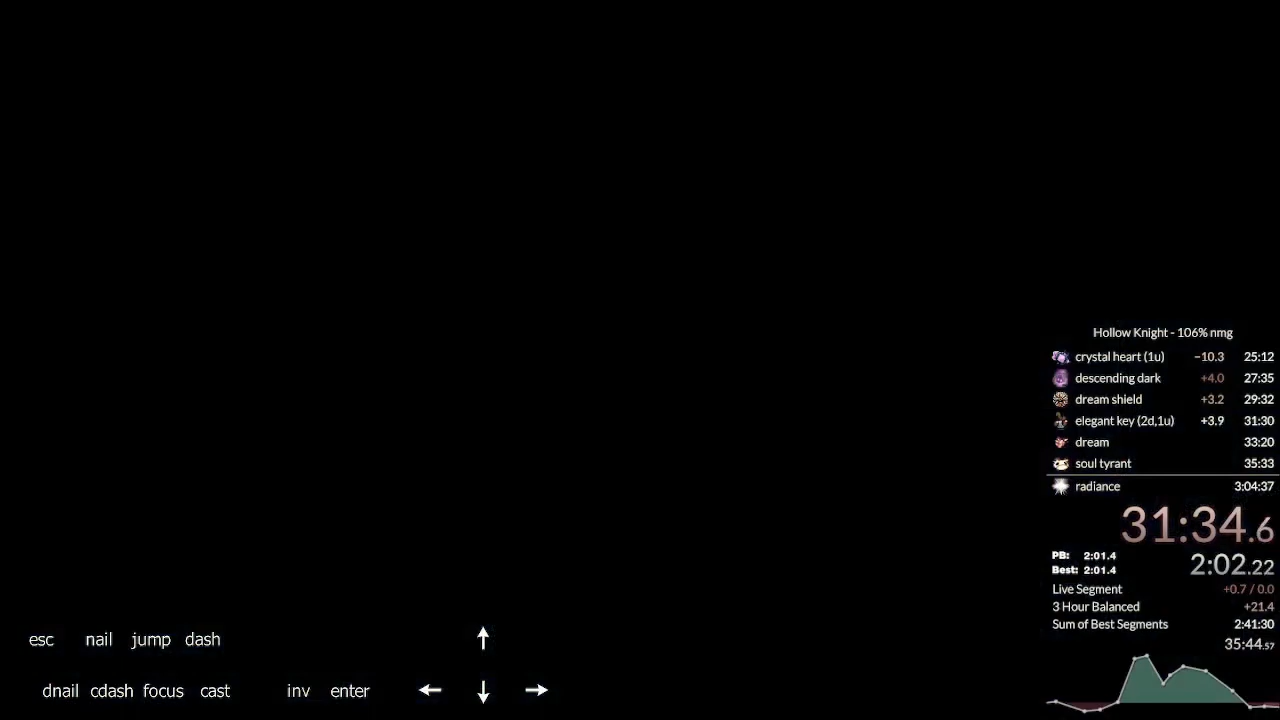 Hollow Knight - 106% nmg
crystal heart (1u) −10.3 25:12
descending dark +4.0 27:35
dream shield +3.2 29:32
elegant key (2d,1u) +3.9 31:30
dream 33:20
soul tyrant 35:33
radiance 3:04:37
31:34.6
PB: 2:01.4
Best: 2:01.4
2:02.22
Live Segment +0.7 / 0.0
3 Hour Balanced +21.4
Sum of Best Segments 2:41:30
35:44.57
esc nail jump dash ↑
dnail cdash focus cast inv enter ← ↓ →